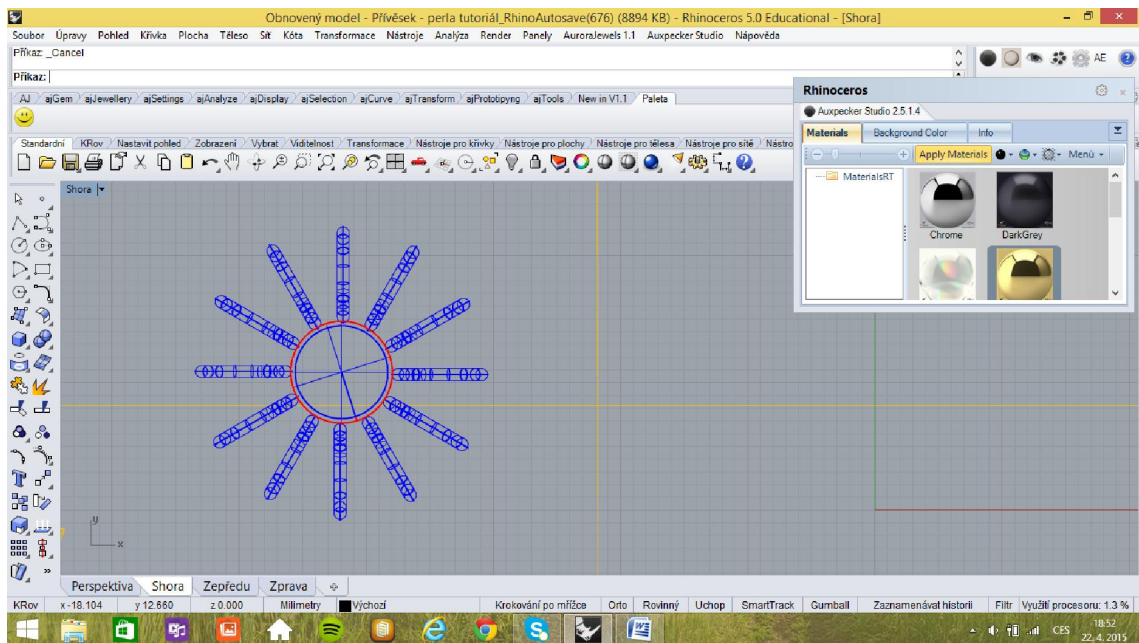 Obnovený model - Přívěsek - perla tutoriál_RhinoAutosave(676) (8894 KB) - Rhinoceros 5.0 Educational - [Shora]
Soubor Úpravy Pohled Křivka Plocha Těleso Síť Kóta Transformace Nástroje Analýza Render Panely AuroraJewels 1.1 Auxpecker Studio Nápověda
Příkaz: _Cancel
AE
Příkaz:
Rhinoceros
AJ ajGem ajJewellery ajSettings ajAnalyze ajDisplay ajSelection ajCurve ajTransform ajPrototipyng ajTools New in V1.1 Paleta
Auxpecker Studio 2.5.1.4
Materials Background Color Info
Standardní KRov Nastavit pohled Zobrazení Vybrat Viditelnost Transformace Nástroje pro křivky Nástroje pro plochy Nástroje pro tělesa Nástroje pro sítě Nástro
Apply Materials Menü
MaterialsRT
Shora
Chrome DarkGrey
y
x
Perspektiva Shora Zepředu Zprava
KRov x -18.104 y 12.660 z 0.000 Milimetry Výchozí Krokování po mřížce Orto Rovinný Uchop SmartTrack Gumball Zaznamenával historii Filtr Využití procesoru: 1.3 %
CES 18:52
22.4.2015